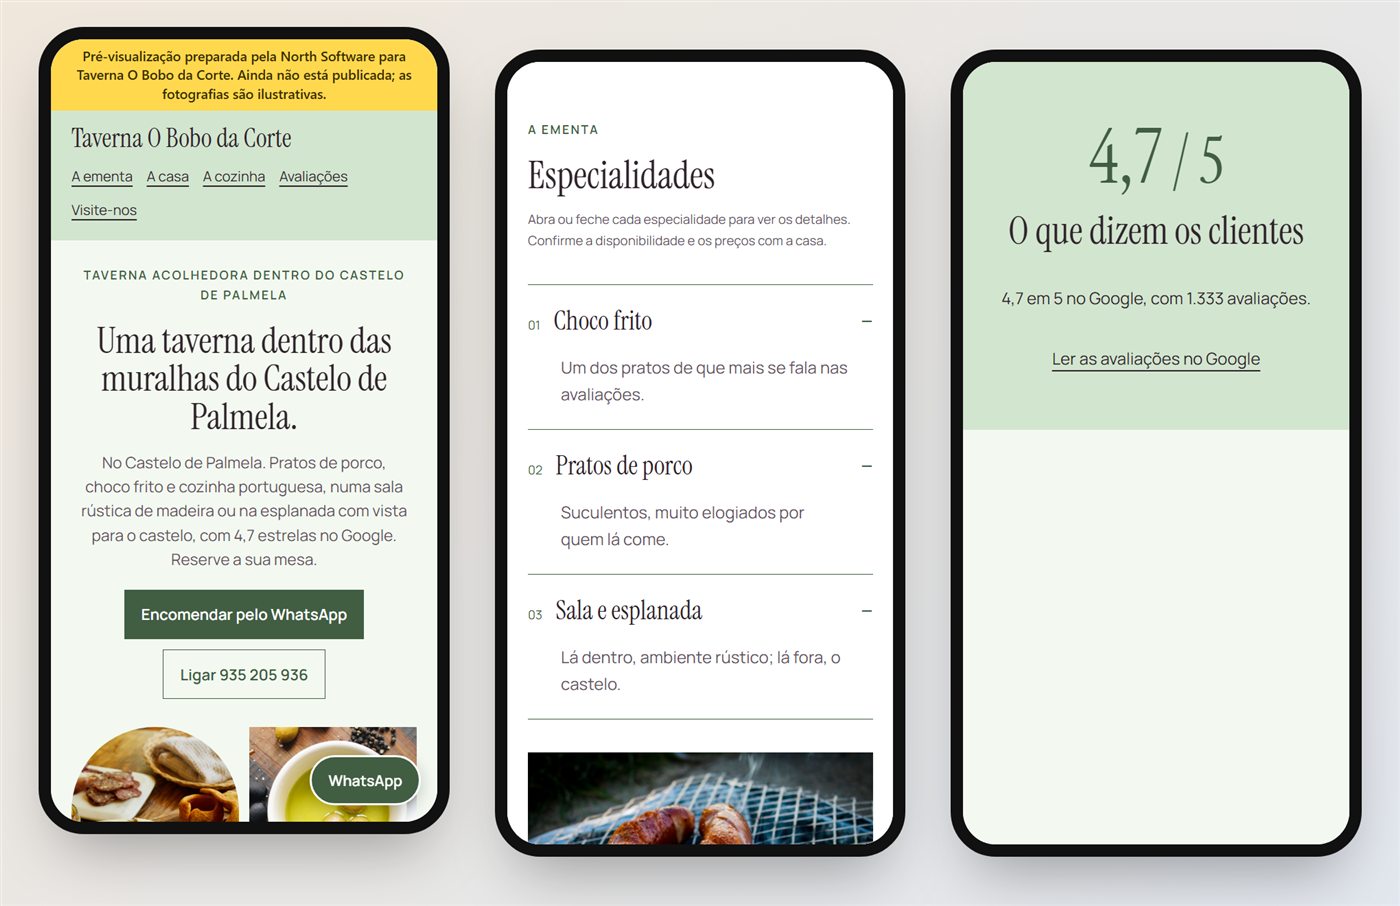 Pré-visualização preparada pela North Software para
Taverna O Bobo da Corte. Ainda não está publicada; as
fotografias são ilustrativas.
Taverna O Bobo da Corte
A ementa A casa A cozinha Avaliações
Visite-nos
TAVERNA ACOLHEDORA DENTRO DO CASTELO
DE PALMELA
Uma taverna dentro das
muralhas do Castelo de
Palmela.
No Castelo de Palmela. Pratos de porco,
choco frito e cozinha portuguesa, numa sala
rústica de madeira ou na esplanada com vista
para o castelo, com 4,7 estrelas no Google.
Reserve a sua mesa.
Encomendar pelo WhatsApp
Ligar 935 205 936
WhatsApp
A EMENTA
Especialidades
Abra ou feche cada especialidade para ver os detalhes.
Confirme a disponibilidade e os preços com a casa.
01 Choco frito –
Um dos pratos de que mais se fala nas
avaliações.
02 Pratos de porco –
Suculentos, muito elogiados por
quem lá come.
03 Sala e esplanada –
Lá dentro, ambiente rústico; lá fora, o
castelo.
4,7 / 5
O que dizem os clientes
4,7 em 5 no Google, com 1.333 avaliações.
Ler as avaliações no Google